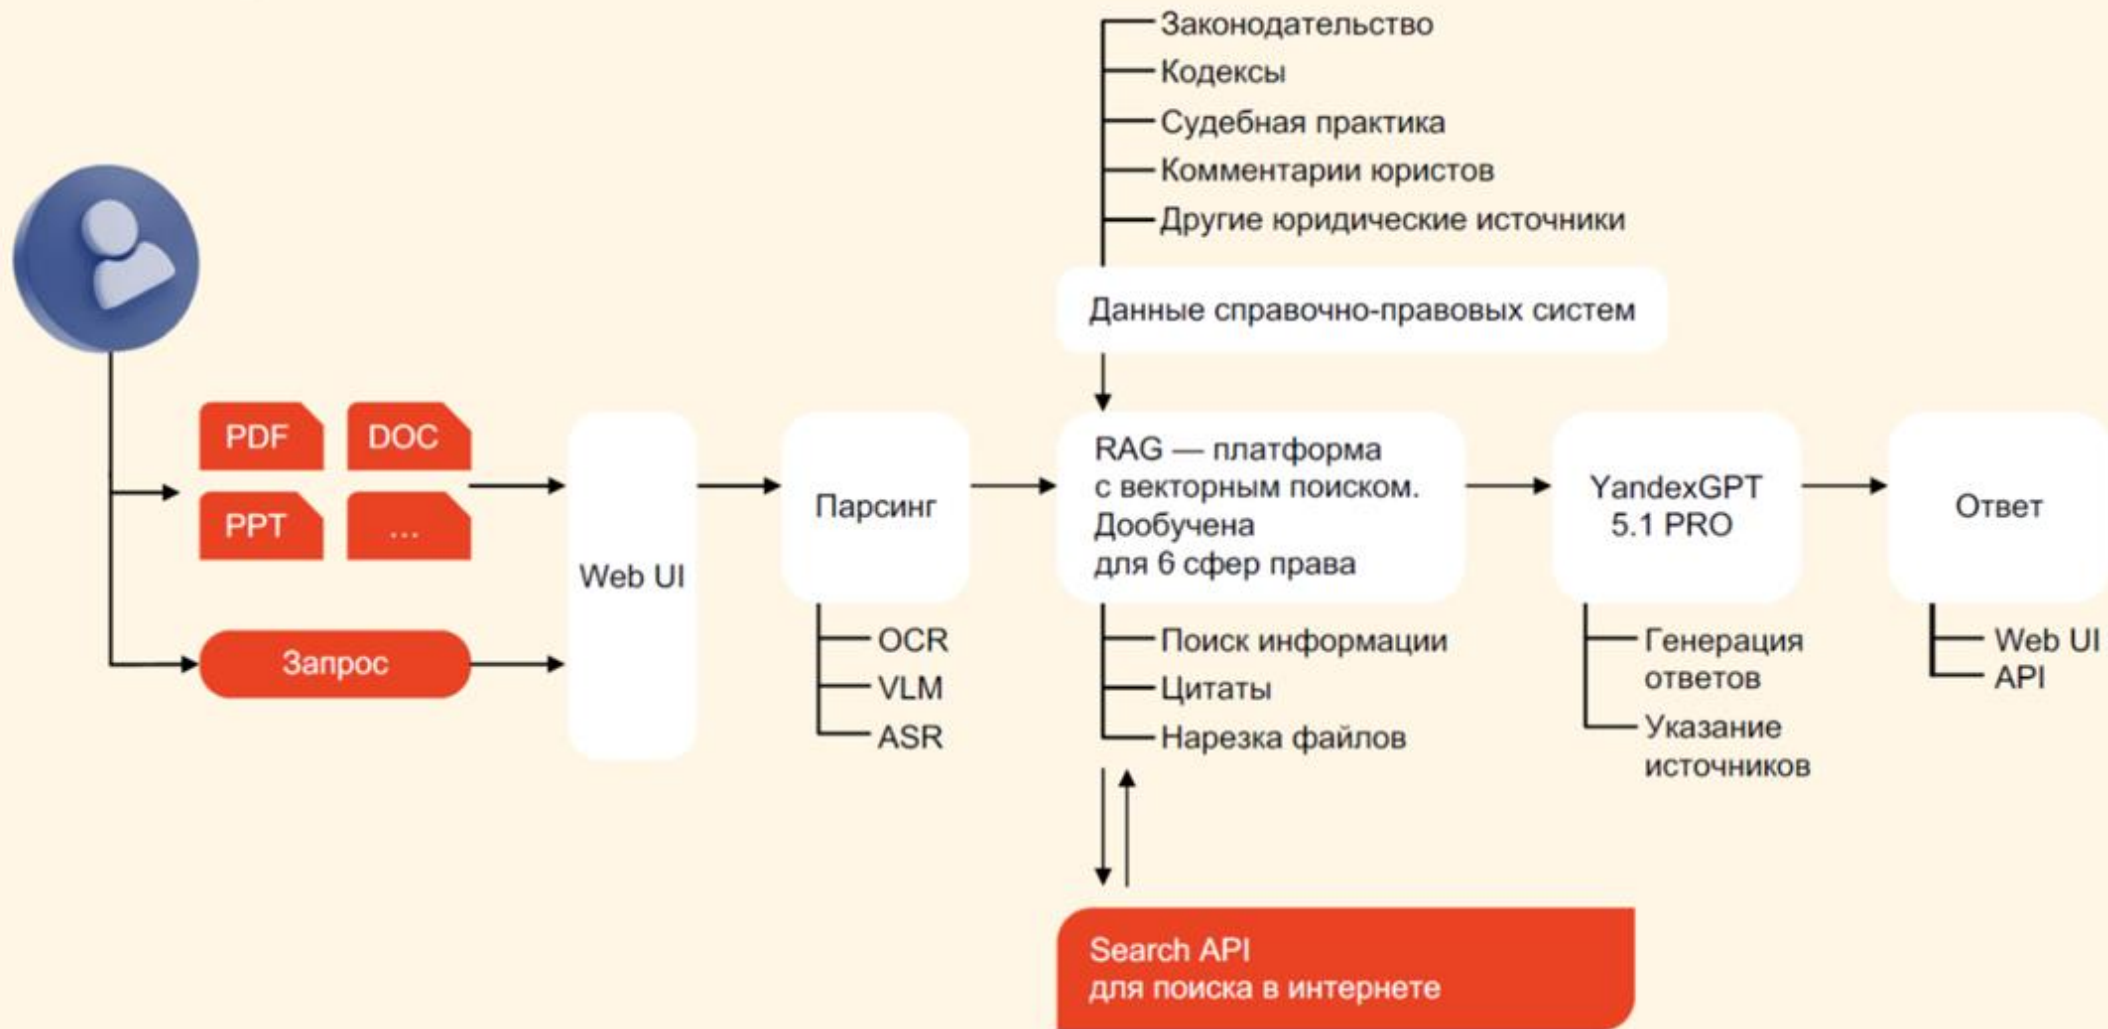 Законодательство
Кодексы
Судебная практика
Комментарии юристов
Другие юридические источники
Данные справочно-правовых систем
PDF
DOC
PPT
...
Запрос
Web UI
Парсинг
OCR
VLM
ASR
RAG — платформа
с векторным поиском.
Дообучена
для 6 сфер права
Поиск информации
Цитаты
Нарезка файлов
YandexGPT
5.1 PRO
Генерация
ответов
Указание
источников
Ответ
Web UI
API
Search API
для поиска в интернете